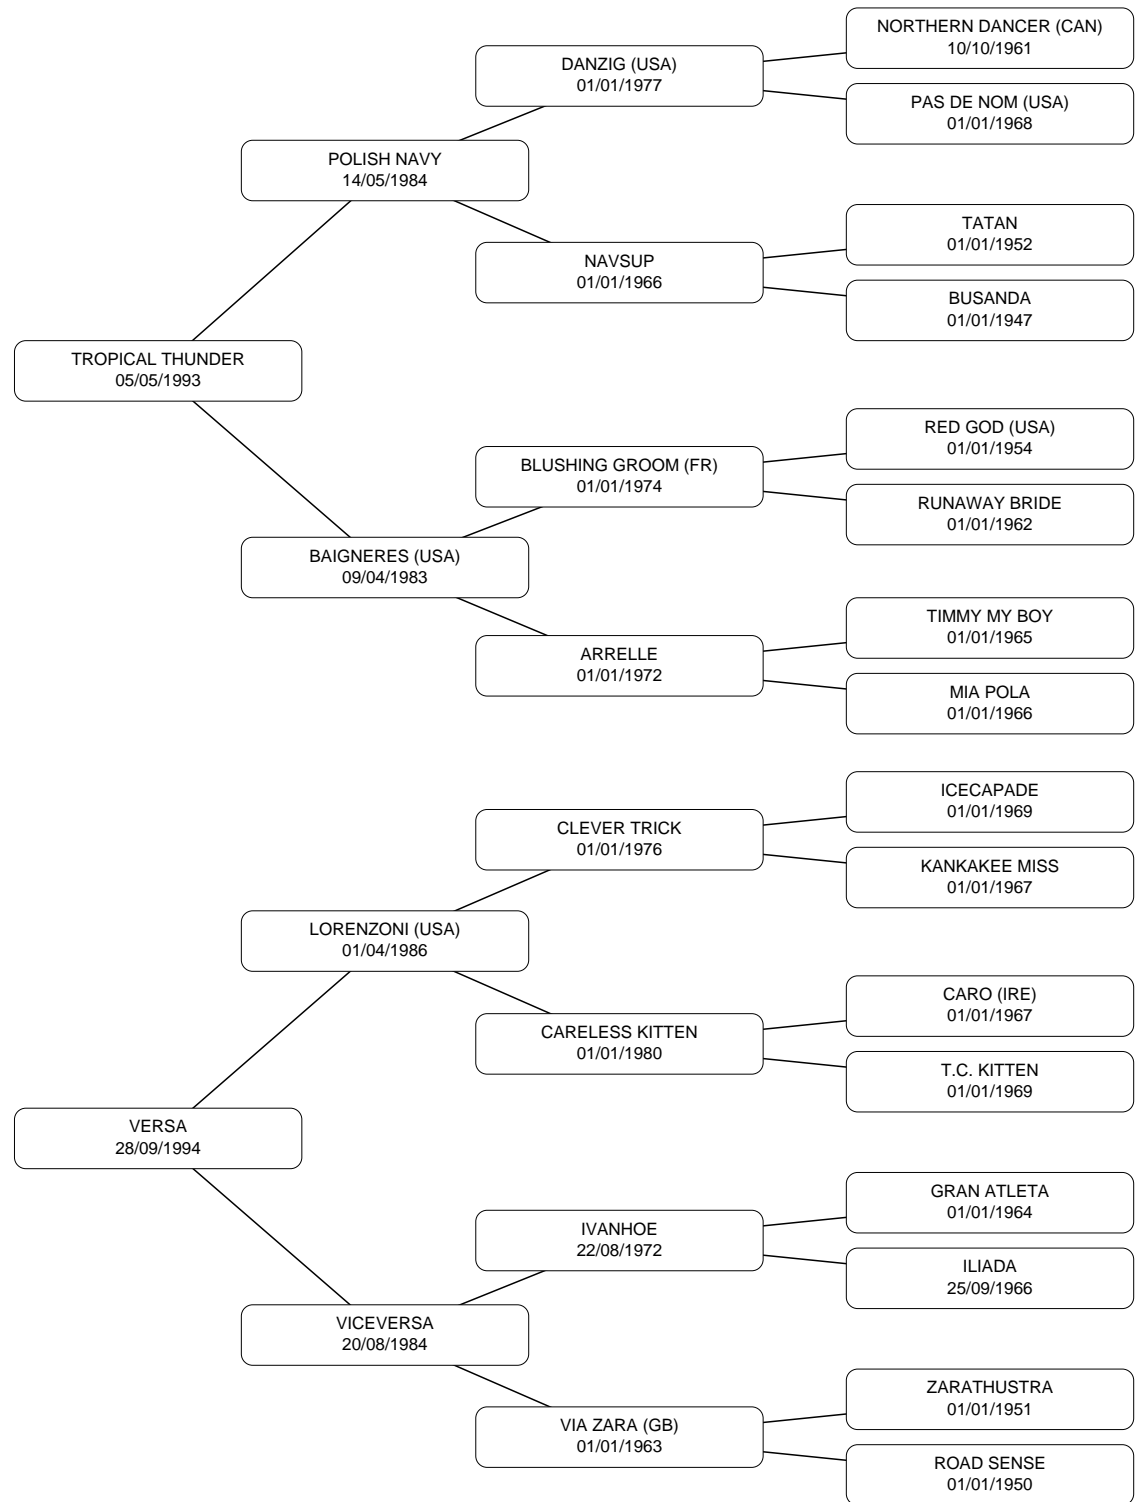 NORTHERN DANCER (CAN)
10/10/1961
DANZIG (USA)
01/01/1977
PAS DE NOM (USA)
01/01/1968
POLISH NAVY
14/05/1984
TATAN
01/01/1952
NAVSUP
01/01/1966
BUSANDA
01/01/1947
TROPICAL THUNDER
05/05/1993
RED GOD (USA)
01/01/1954
BLUSHING GROOM (FR)
01/01/1974
RUNAWAY BRIDE
01/01/1962
BAIGNERES (USA)
09/04/1983
TIMMY MY BOY
01/01/1965
ARRELLE
01/01/1972
MIA POLA
01/01/1966
ICECAPADE
01/01/1969
CLEVER TRICK
01/01/1976
KANKAKEE MISS
01/01/1967
LORENZONI (USA)
01/04/1986
CARO (IRE)
01/01/1967
CARELESS KITTEN
01/01/1980
T.C. KITTEN
01/01/1969
VERSA
28/09/1994
GRAN ATLETA
01/01/1964
IVANHOE
22/08/1972
ILIADA
25/09/1966
VICEVERSA
20/08/1984
ZARATHUSTRA
01/01/1951
VIA ZARA (GB)
01/01/1963
ROAD SENSE
01/01/1950